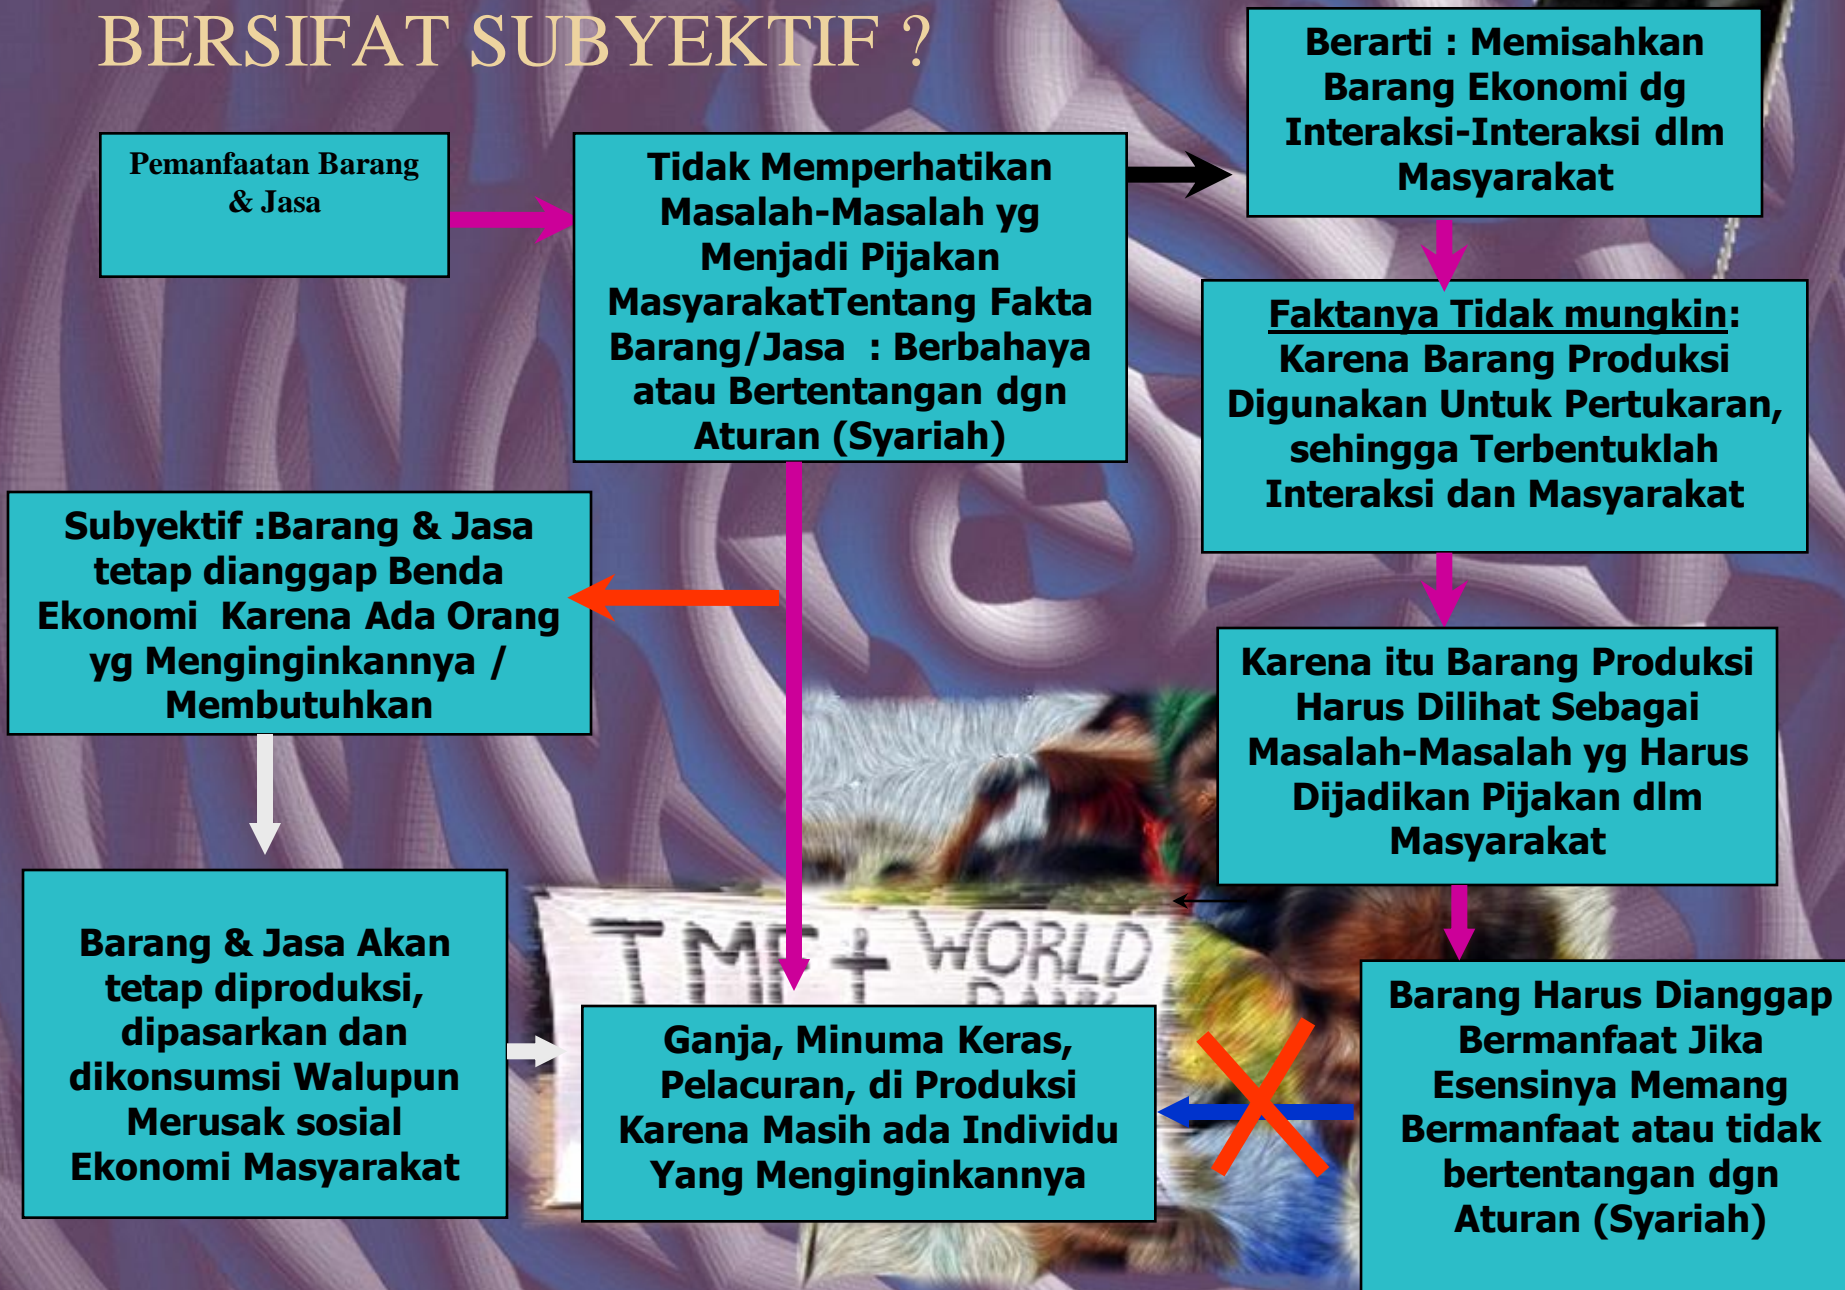 BERSIFAT SUBYEKTIF ?
Pemanfaatan Barang
& Jasa
Tidak Memperhatikan
Masalah-Masalah yg
Menjadi Pijakan
MasyarakatTentang Fakta
Barang/Jasa : Berbahaya
atau Bertentangan dgn
Aturan (Syariah)
Berarti : Memisahkan
Barang Ekonomi dg
Interaksi-Interaksi dlm
Masyarakat
Faktanya Tidak mungkin:
Karena Barang Produksi
Digunakan Untuk Pertukaran,
sehingga Terbentuklah
Interaksi dan Masyarakat
Subyektif :Barang & Jasa
tetap dianggap Benda
Ekonomi Karena Ada Orang
yg Menginginkannya /
Membutuhkan
Karena itu Barang Produksi
Harus Dilihat Sebagai
Masalah-Masalah yg Harus
Dijadikan Pijakan dlm
Masyarakat
Barang & Jasa Akan
tetap diproduksi,
dipasarkan dan
dikonsumsi Walupun
Merusak sosial
Ekonomi Masyarakat
+ WORLD
Ganja, Minuma Keras,
Pelacuran, di Produksi
Karena Masih ada Individu
Yang Menginginkannya
Barang Harus Dianggap
Bermanfaat Jika
Esensinya Memang
Bermanfaat atau tidak
bertentangan dgn
Aturan (Syariah)